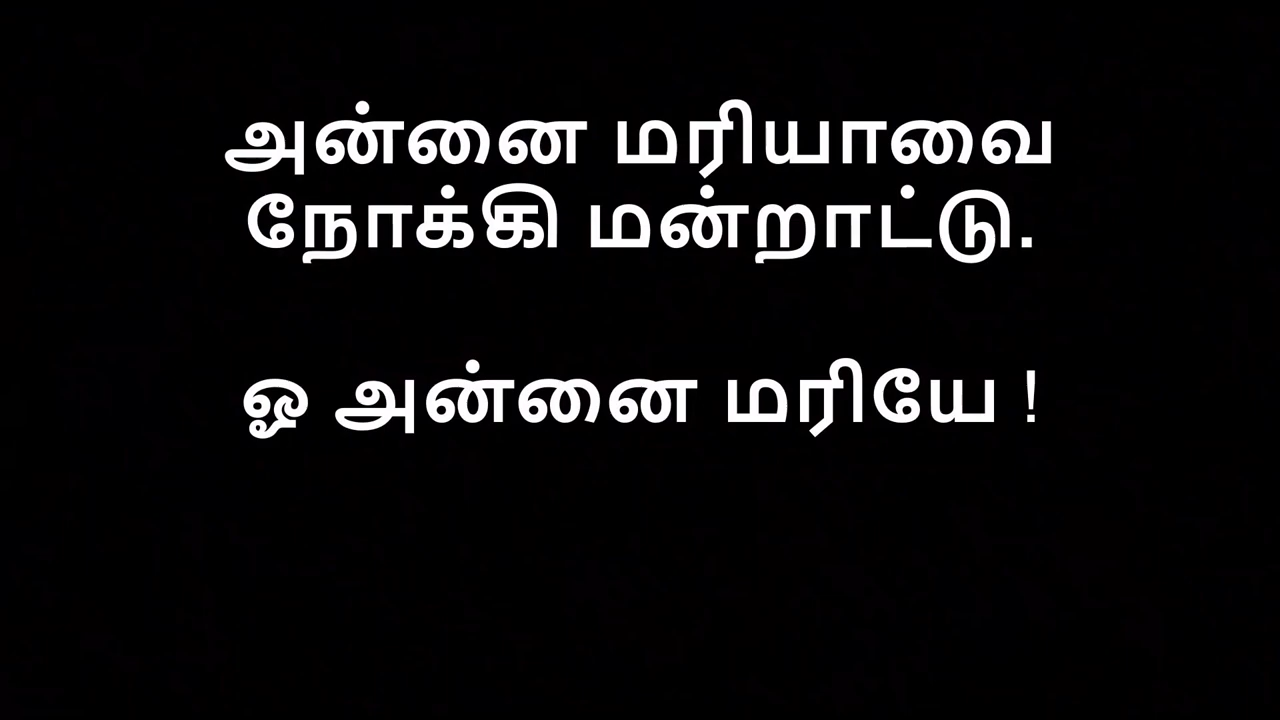 அன்னை மரியாவை
நோக்கி மன்றாட்டு.
ஓ அன்னை மரியே !